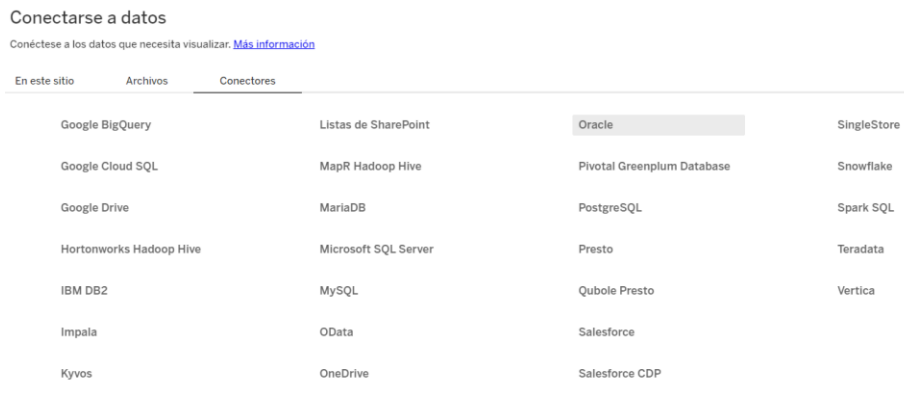 Conectarse a datos
Conéctese a los datos que necesita visualizar. Más información
En este sitio Archivos Conectores
Google BigQuery Listas de SharePoint Oracle SingleStore
Google Cloud SQL MapR Hadoop Hive Pivotal Greenplum Database Snowflake
Google Drive MariaDB PostgreSQL Spark SQL
Hortonworks Hadoop Hive Microsoft SQL Server Presto Teradata
IBM DB2 MySQL Qubole Presto Vertica
Impala OData Salesforce
Kyvos OneDrive Salesforce CDP